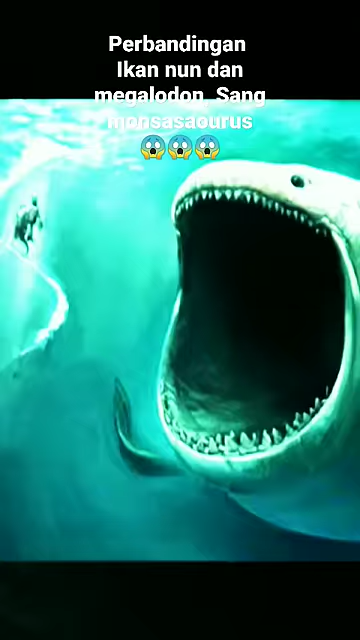 Perbandingan
Ikan nun dan
megalodon Sang
monsasaourus
😱😱😱